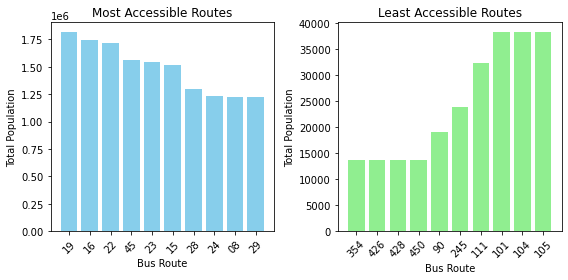 Most Accessible Routes
1e6
1.75
1.50
1.25
1.00
0.75
0.50
0.25
0.00
Total Population
19 16 22 45 23 15 28 24 08 29
Bus Route
Least Accessible Routes
40000
35000
30000
25000
20000
15000
10000
5000
0
Total Population
354 426 428 450 90 245 111 101 104 105
Bus Route